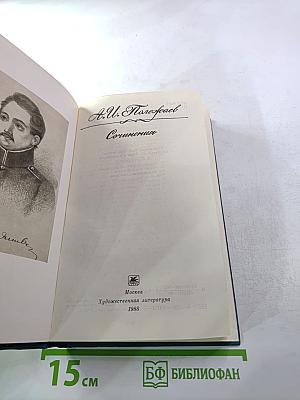 А.И. Полежаев
Сочинения
Москва
Художественная литература
1988
15 см
БФ БИБЛИОФАН